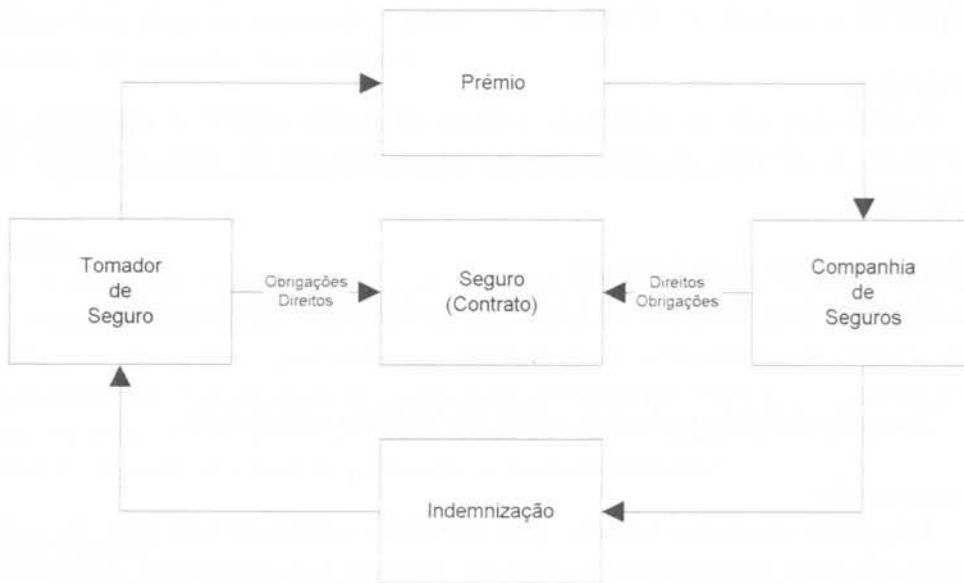 Prémio
Tomador
de
Seguro
Obrigações
Direitos
Seguro
(Contrato)
Direitos
Obrigações
Companhia
de
Seguros
Indemnização